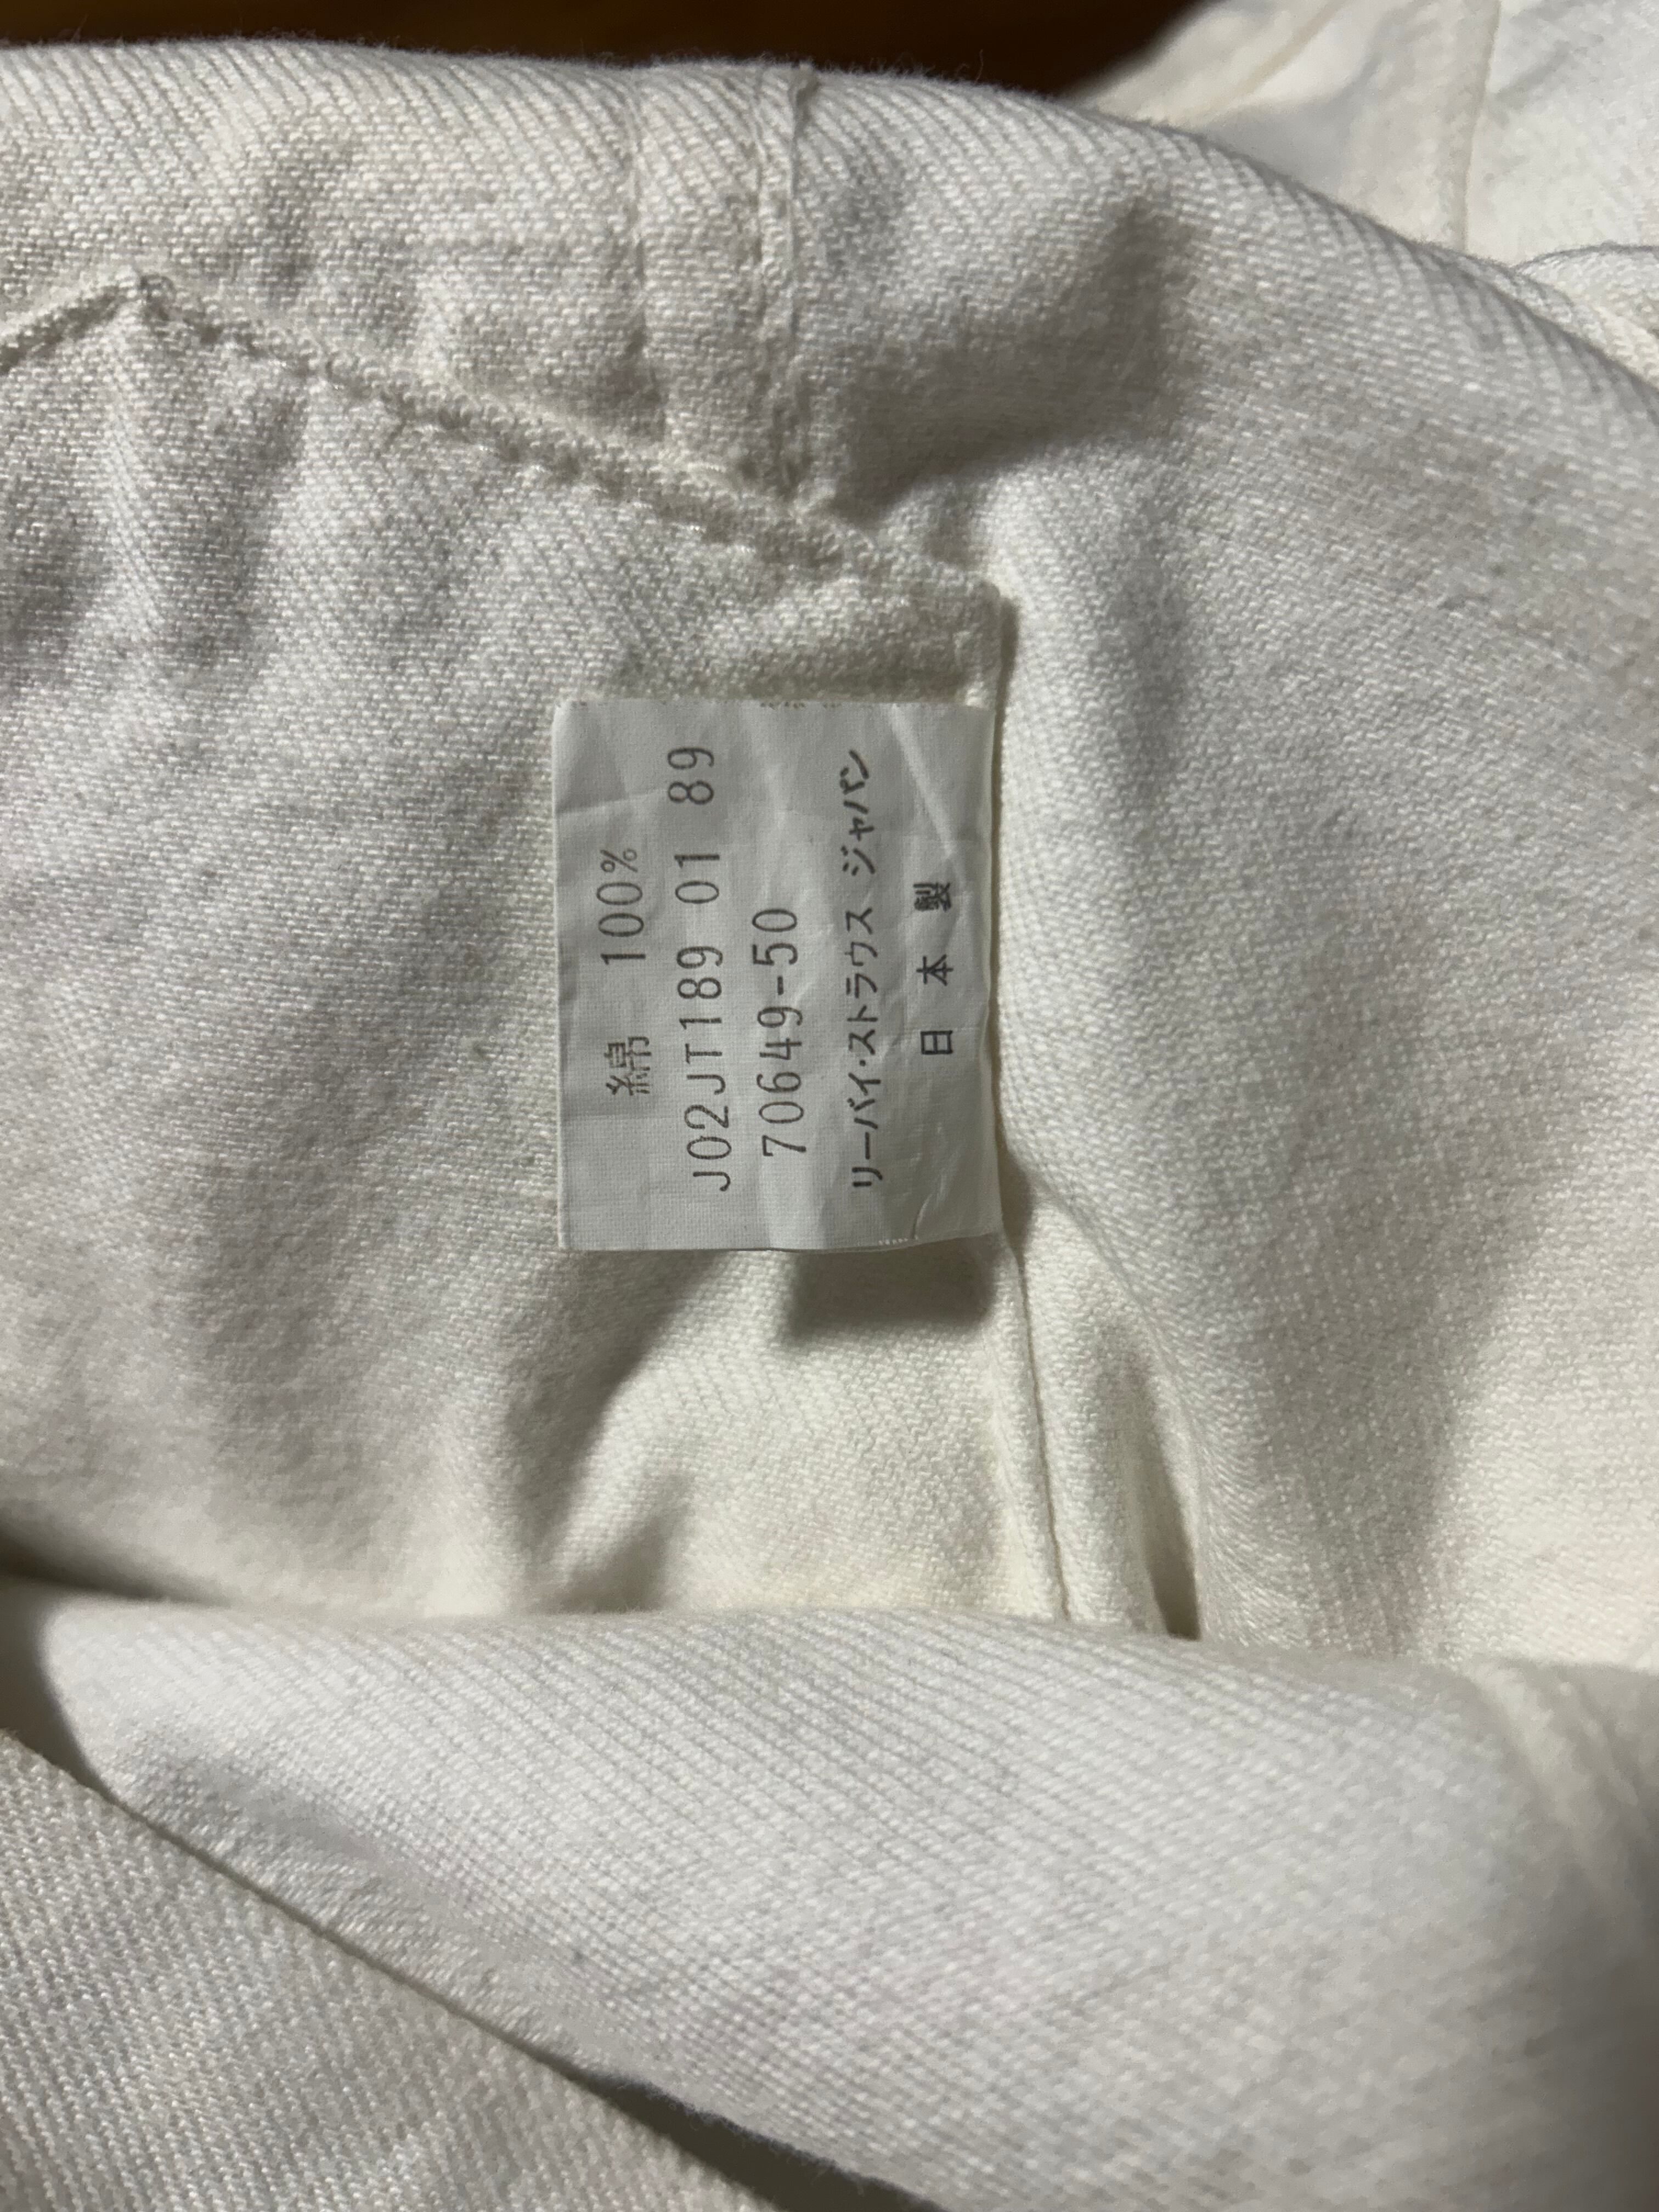 綿 100%
J02JT189 01 89
70649-50
リーバイ・ストラウス ジャパン
日本製